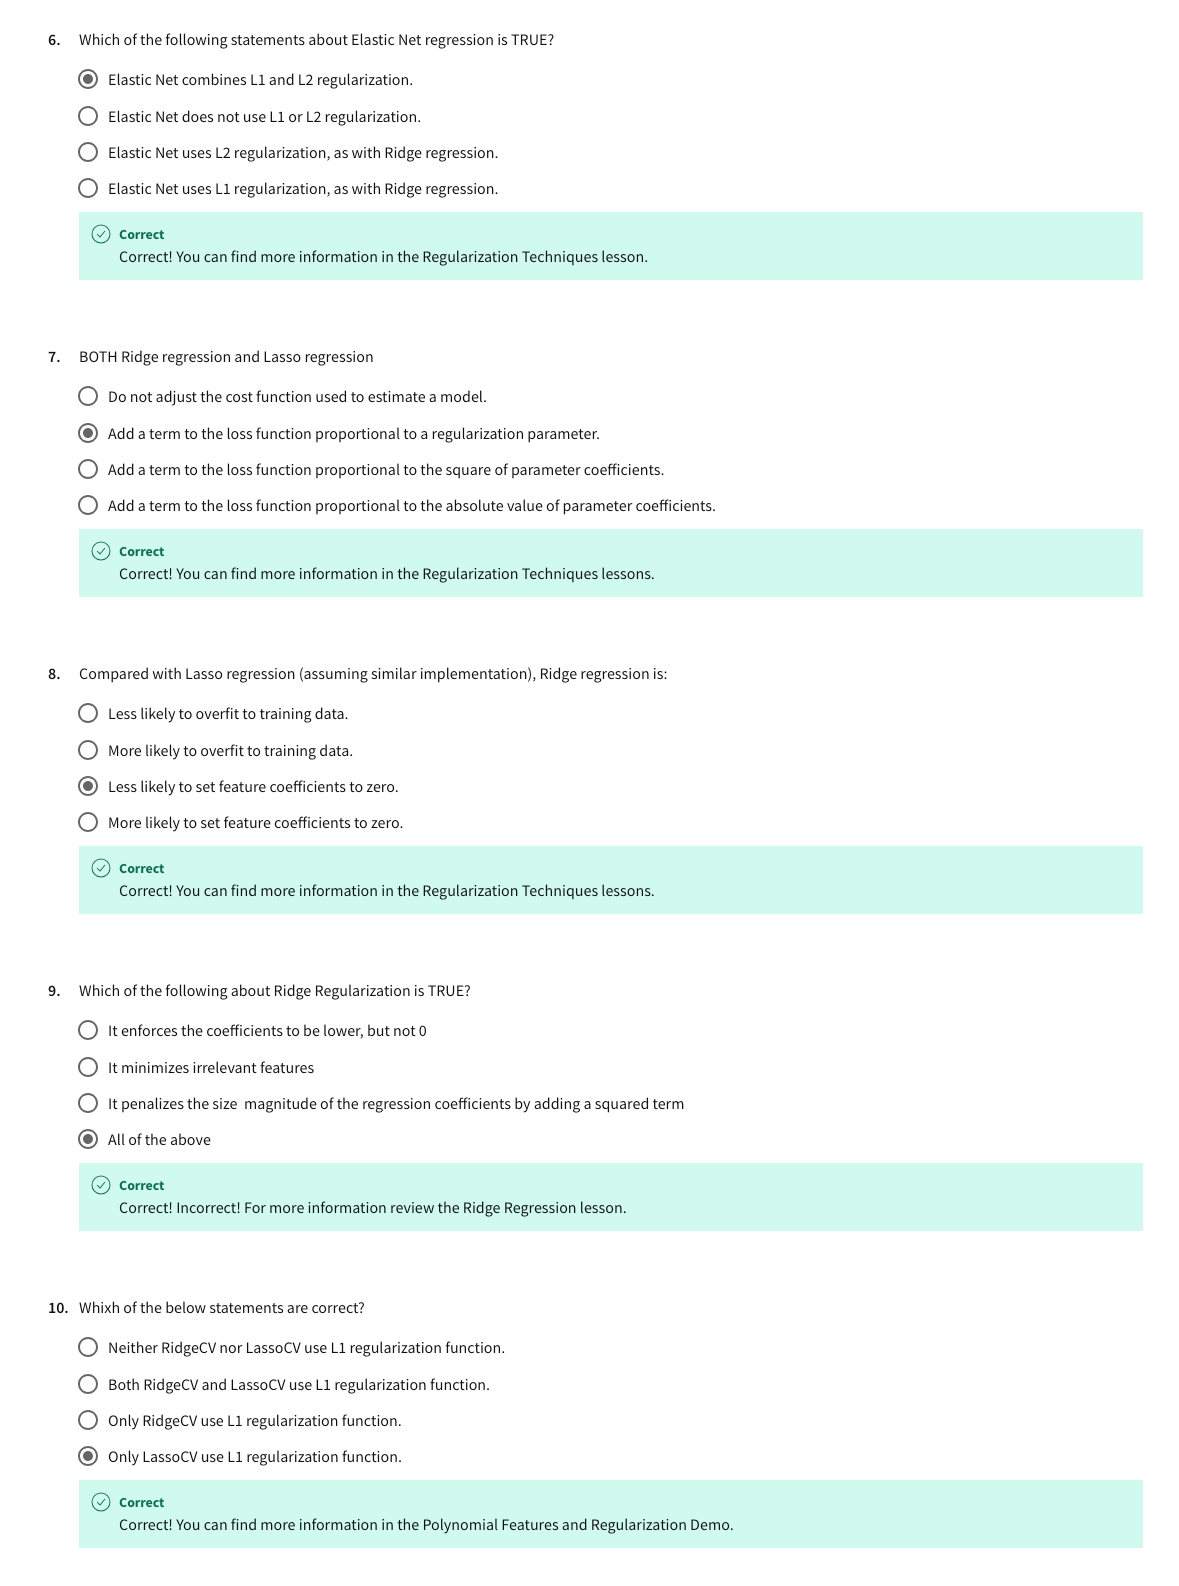 6. Which of the following statements about Elastic Net regression is TRUE?
Elastic Net combines L1 and L2 regularization.
Elastic Net does not use L1 or L2 regularization.
Elastic Net uses L2 regularization, as with Ridge regression.
Elastic Net uses L1 regularization, as with Ridge regression.
Correct
Correct! You can find more information in the Regularization Techniques lesson.
7. BOTH Ridge regression and Lasso regression
Do not adjust the cost function used to estimate a model.
Add a term to the loss function proportional to a regularization parameter.
Add a term to the loss function proportional to the square of parameter coefficients.
Add a term to the loss function proportional to the absolute value of parameter coefficients.
Correct
Correct! You can find more information in the Regularization Techniques lessons.
8. Compared with Lasso regression (assuming similar implementation), Ridge regression is:
Less likely to overfit to training data.
More likely to overfit to training data.
Less likely to set feature coefficients to zero.
More likely to set feature coefficients to zero.
Correct
Correct! You can find more information in the Regularization Techniques lessons.
9. Which of the following about Ridge Regularization is TRUE?
It enforces the coefficients to be lower, but not 0
It minimizes irrelevant features
It penalizes the size  magnitude of the regression coefficients by adding a squared term
All of the above
Correct
Correct! Incorrect! For more information review the Ridge Regression lesson.
10. Whixh of the below statements are correct?
Neither RidgeCV nor LassoCV use L1 regularization function.
Both RidgeCV and LassoCV use L1 regularization function.
Only RidgeCV use L1 regularization function.
Only LassoCV use L1 regularization function.
Correct
Correct! You can find more information in the Polynomial Features and Regularization Demo.